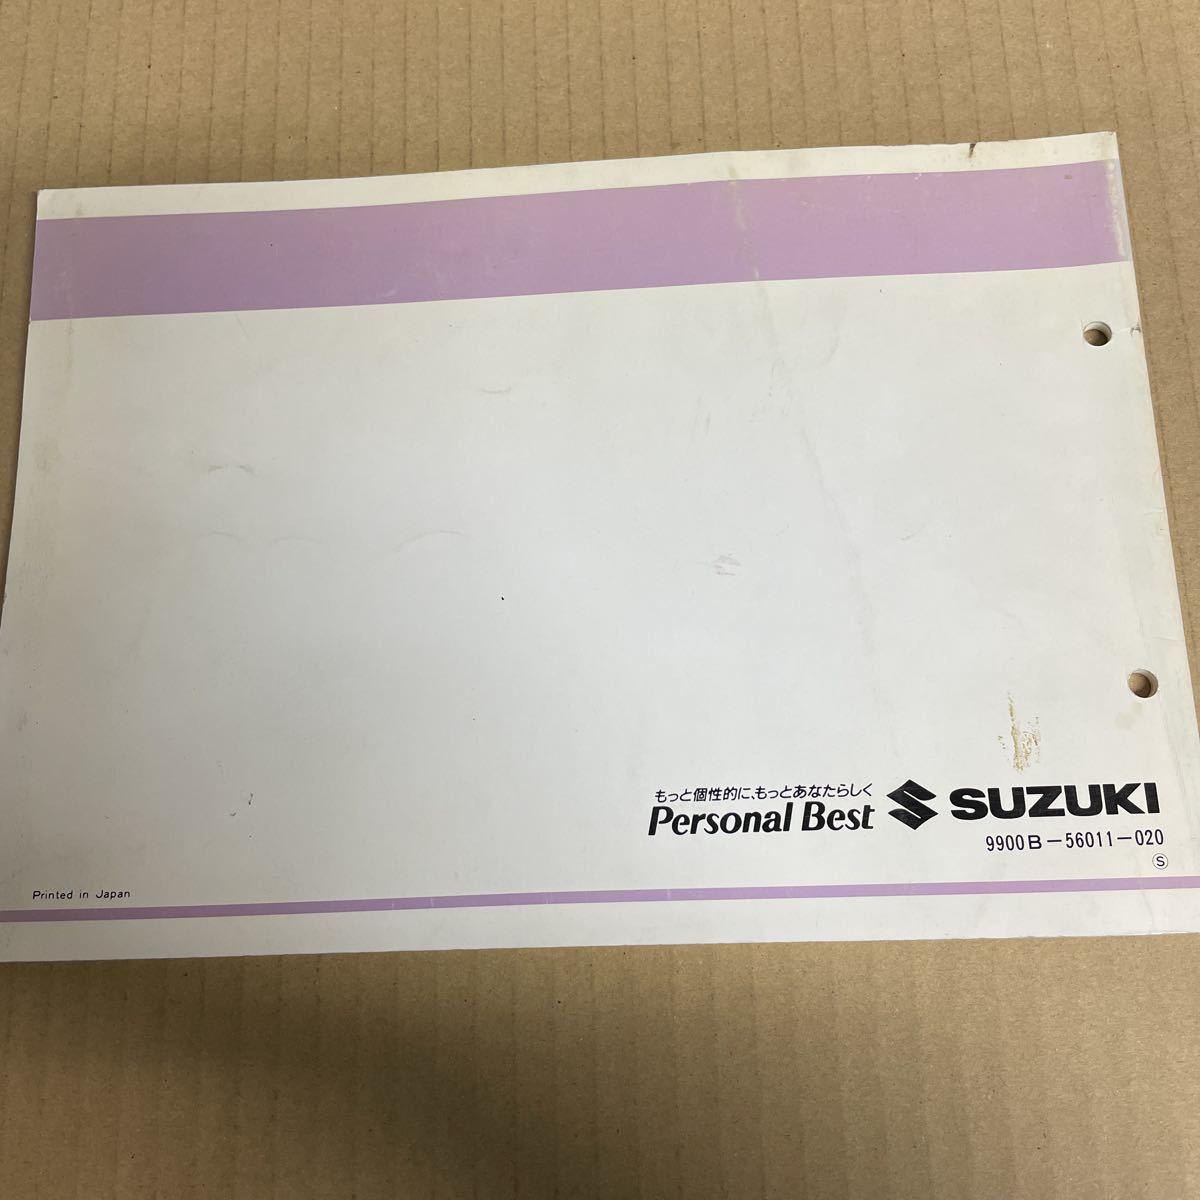 もっと個性的に、もっとあなたらしく
Personal Best
SUZUKI
9900B-56011-020
Ⓢ
Printed in Japan